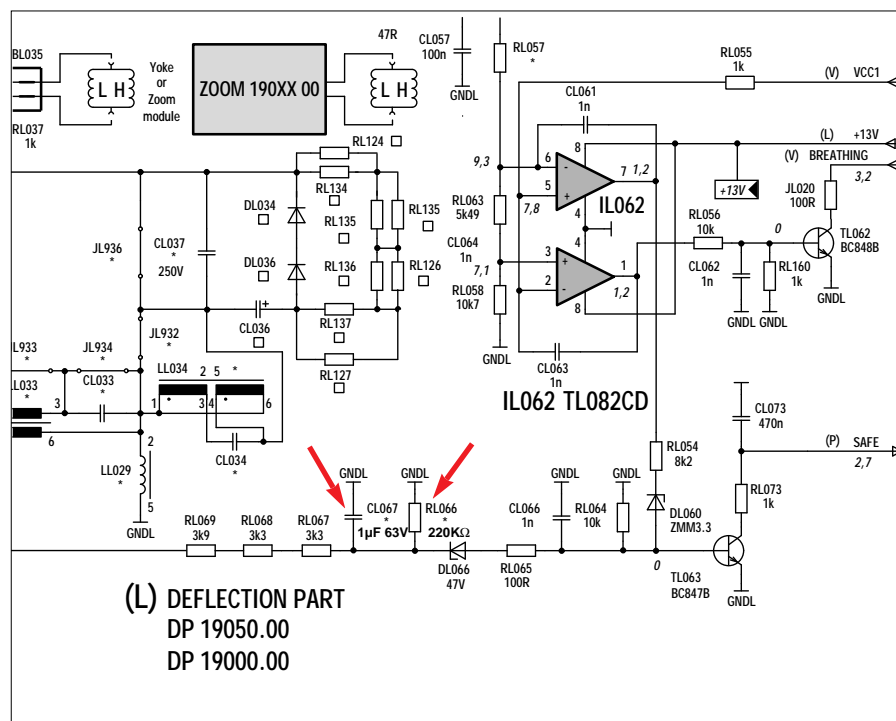 BL035
RL037
1k
L H
Yoke
or
Zoom
module
ZOOM 190XX 00
47R
L H
CL057
100n
GNDL
RL057
*
RL055
1k
(V) VCC1
CL061
1n
(L) +13V
(V) BREATHING
3,2
+13V
JL020
100R
TL062
BC848B
GNDL
9,3
6
-
8
7
1,2
5
+
7,8
4
IL062
RL063
5k49
CL064
1n
7,1
3
+
4
2
-
1
1,2
8
RL058
10k7
GNDL
CL063
1n
RL056
10k
0
CL062
1n
RL160
1k
GNDL
GNDL
IL062 TL082CD
RL124
RL134
DL034
RL135
RL135
DL036
RL136
RL126
RL137
RL127
CL036
+
JL936
*
CL037
*
250V
JL932
*
JL933
*
JL934
*
LL033
*
CL033
*
3
6
LL034
2 5 *
1
3 4
6
CL034
*
2
LL029
*
5
GNDL
RL069
3k9
RL068
3k3
RL067
3k3
GNDL
CL067
*
1µF 63V
GNDL
RL066
*
220KΩ
DL066
47V
RL065
100R
GNDL
CL066
1n
GNDL
RL064
10k
RL054
8k2
DL060
ZMM3.3
0
CL073
470n
(P) SAFE
2,7
RL073
1k
TL063
BC847B
GNDL
(L) DEFLECTION PART
DP 19050.00
DP 19000.00